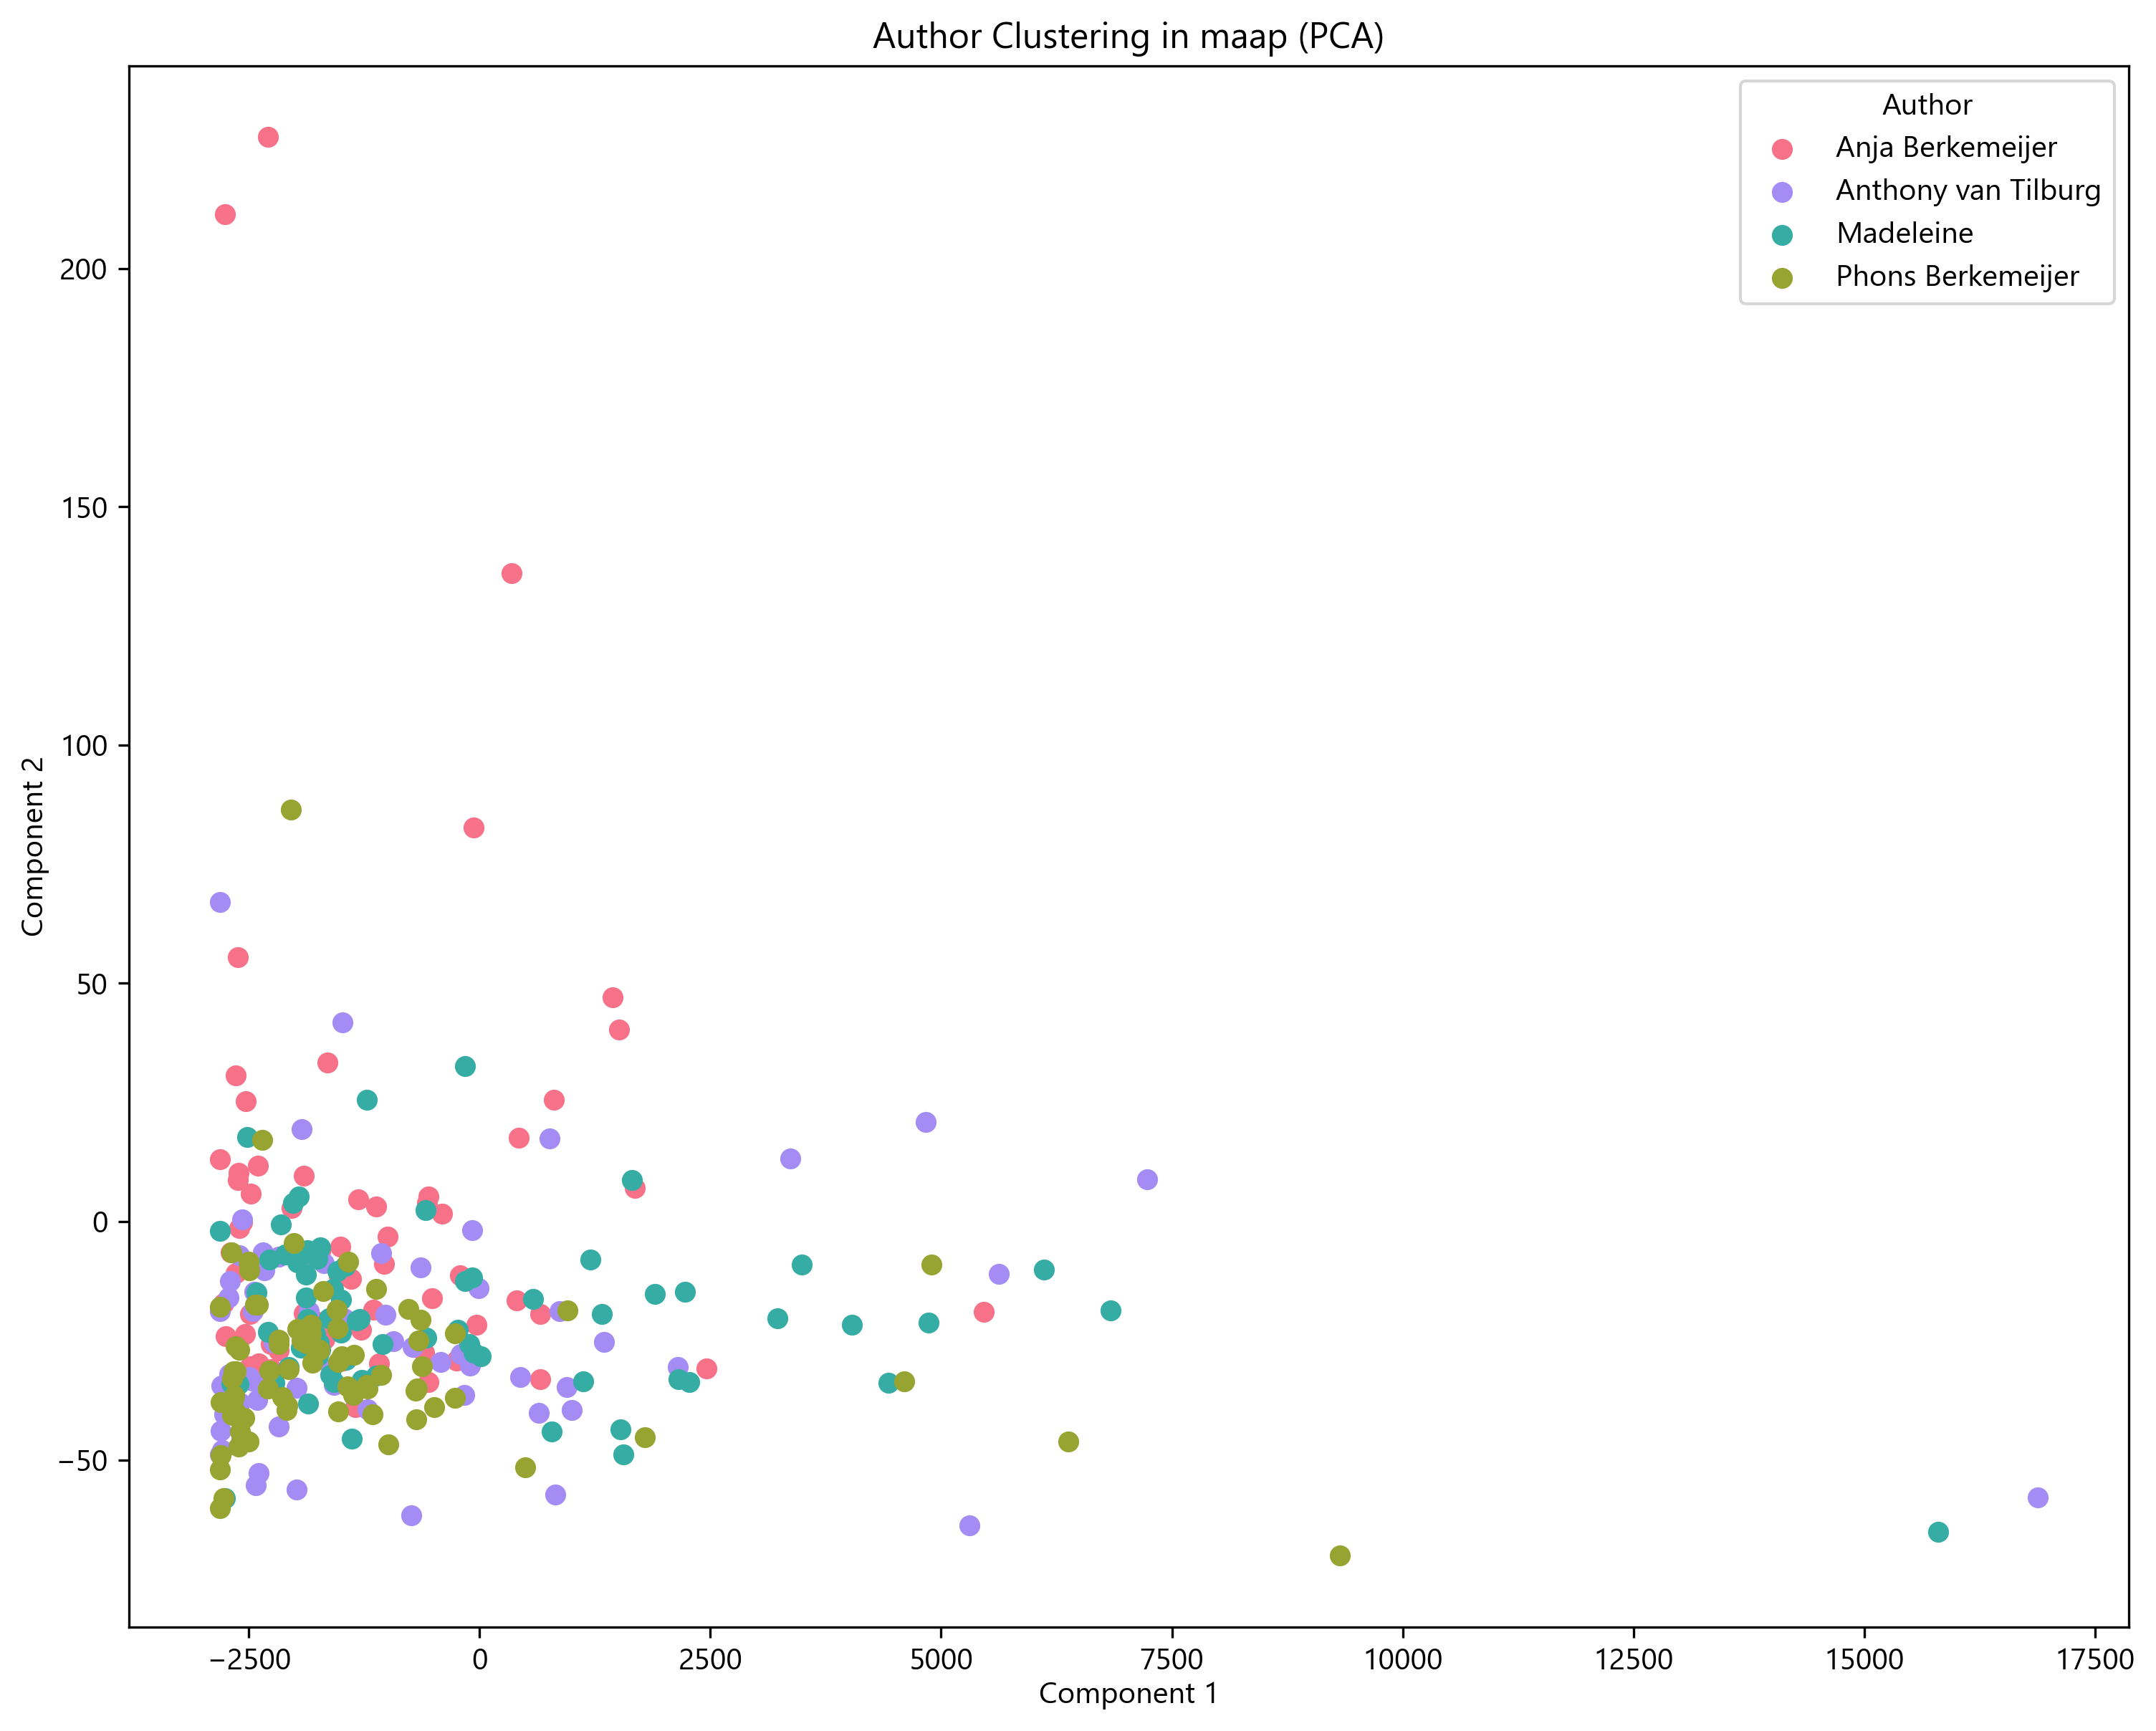 Author Clustering in maap (PCA)
Author
Anja Berkemeijer
Anthony van Tilburg
Madeleine
Phons Berkemeijer
200
150
100
50
0
−50
Component 2
−2500 0 2500 5000 7500 10000 12500 15000 17500
Component 1